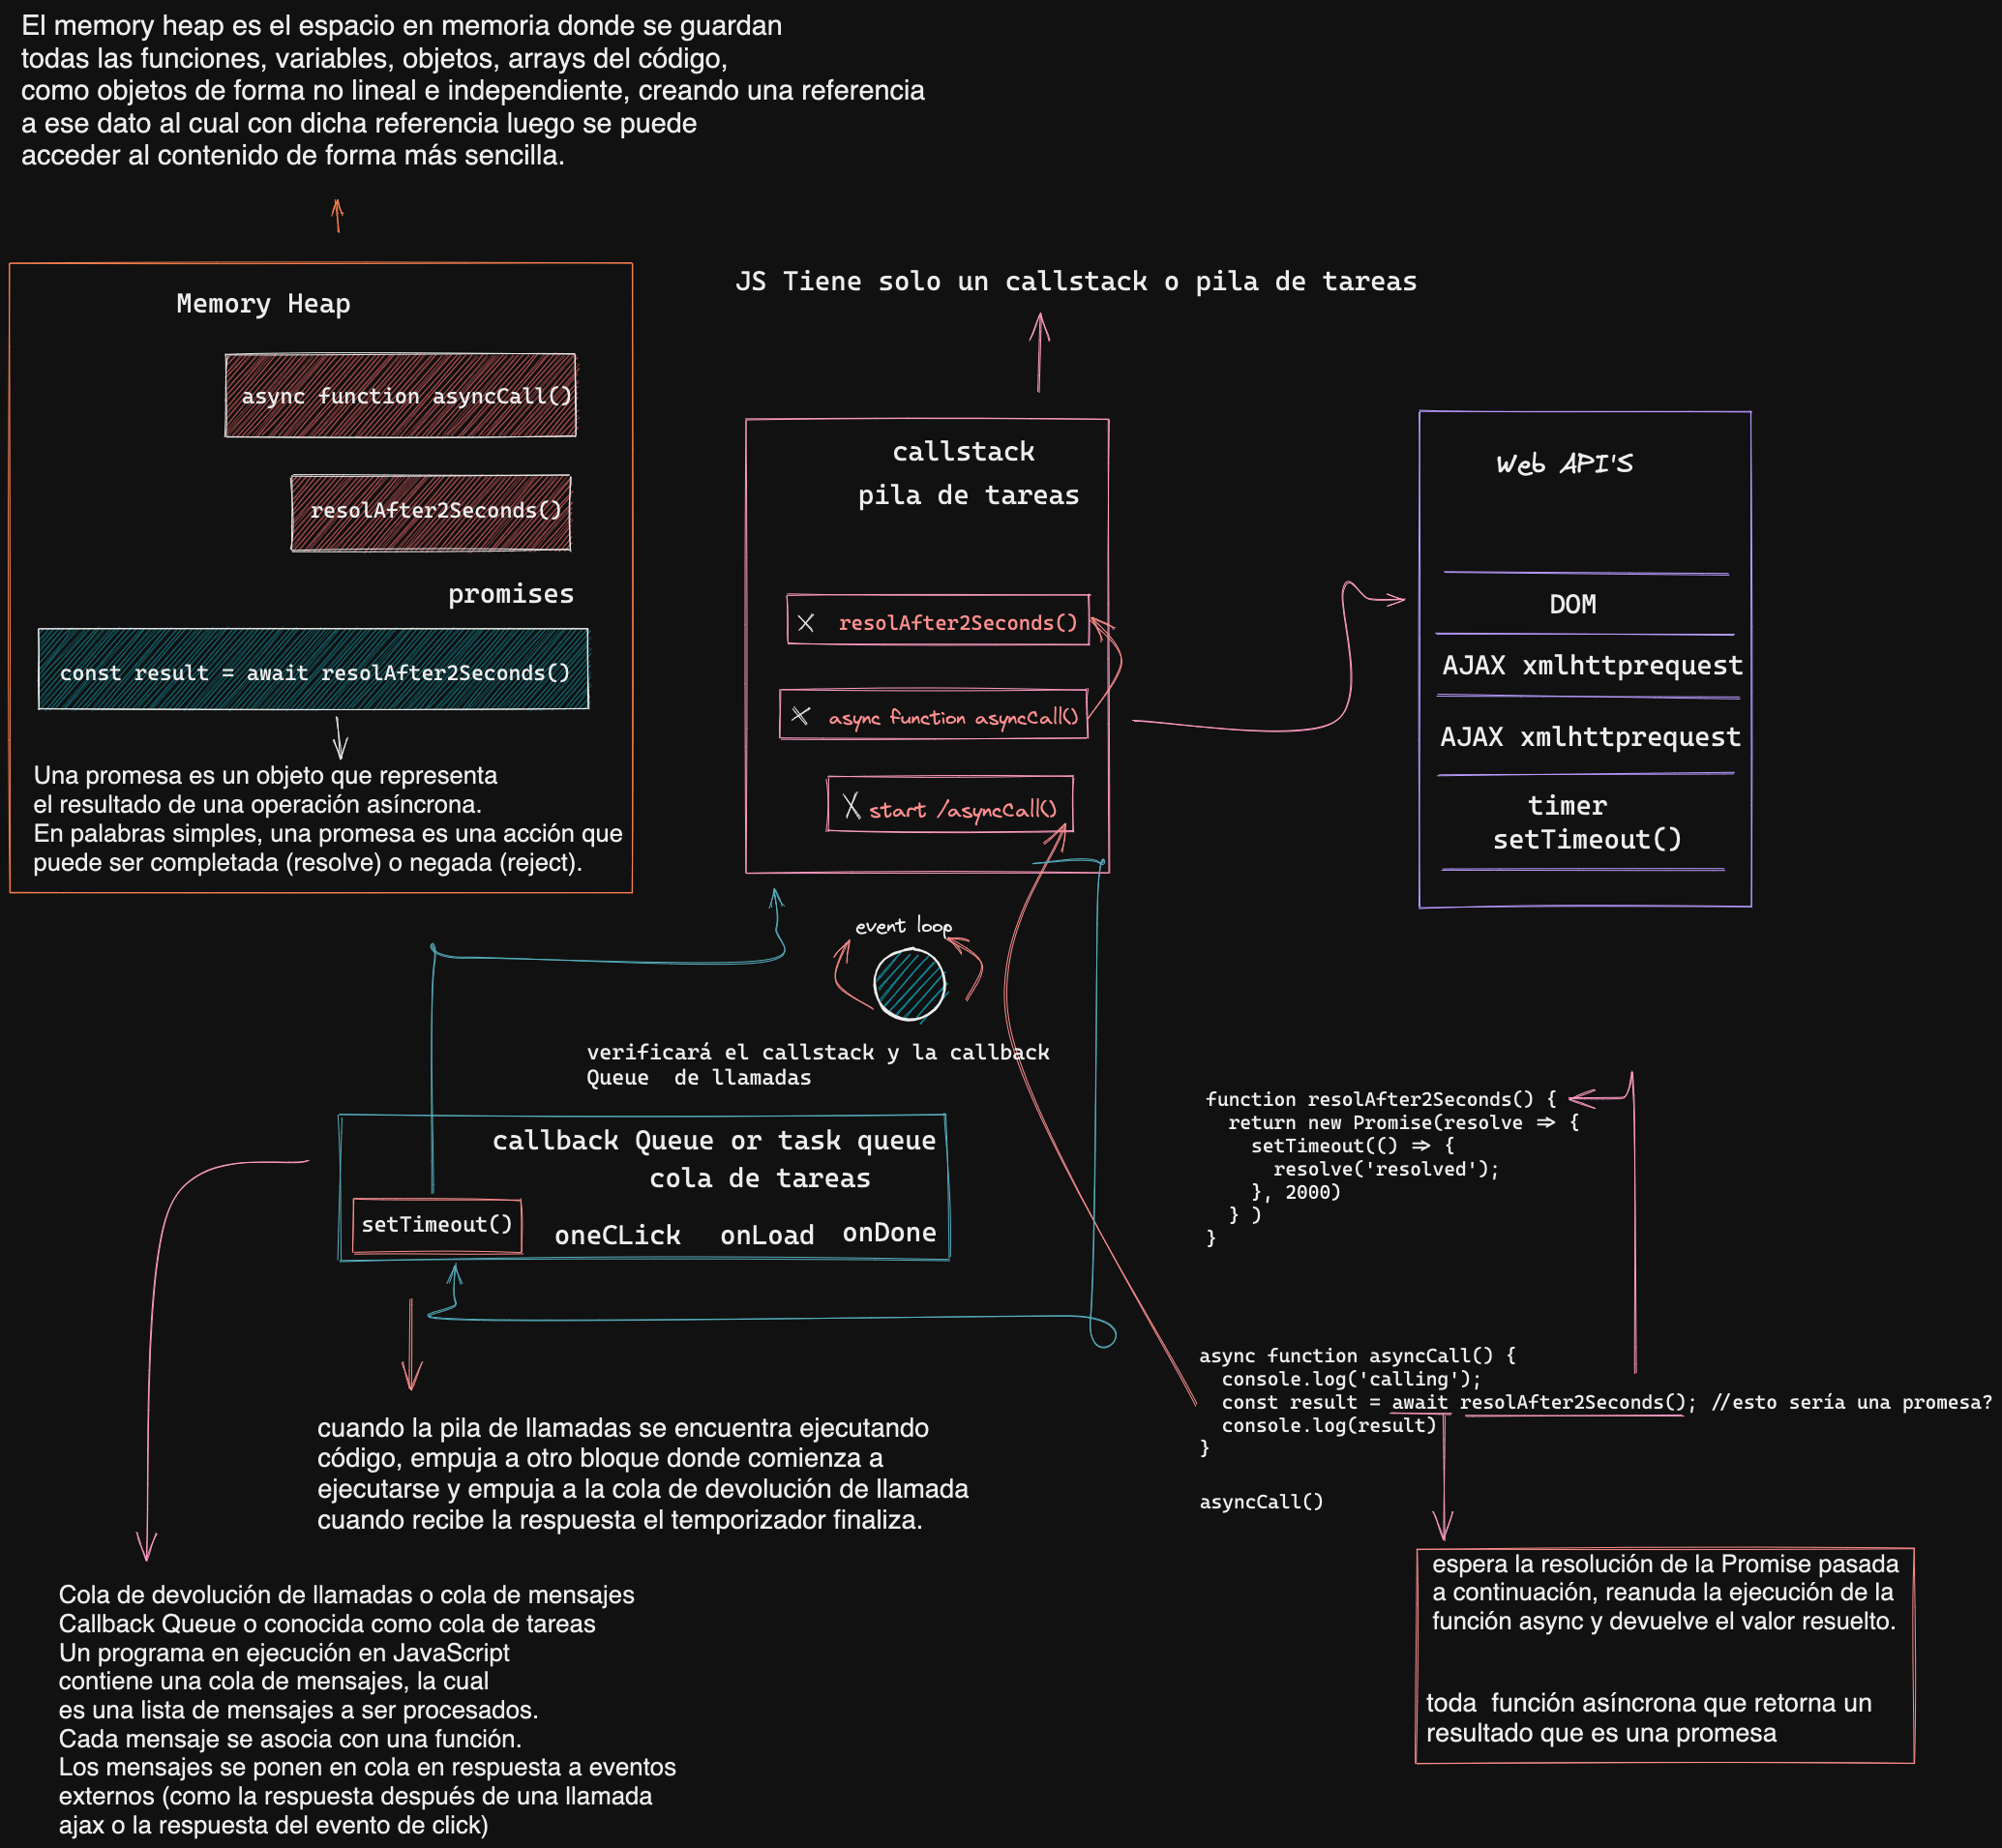 El memory heap es el espacio en memoria donde se guardan
todas las funciones, variables, objetos, arrays del código,
como objetos de forma no lineal e independiente, creando una referencia
a ese dato al cual con dicha referencia luego se puede
acceder al contenido de forma más sencilla.
Memory Heap
async function asyncCall()
resolAfter2Seconds()
promises
const result = await resolAfter2Seconds()
Una promesa es un objeto que representa
el resultado de una operación asíncrona.
En palabras simples, una promesa es una acción que
puede ser completada (resolve) o negada (reject).
JS Tiene solo un callstack o pila de tareas
callstack
pila de tareas
X resolAfter2Seconds()
X async function asyncCall()
X start /asyncCall()
Web API'S
DOM
AJAX xmlhttprequest
AJAX xmlhttprequest
timer
setTimeout()
event loop
verificará el callstack y la callback
Queue  de llamadas
callback Queue or task queue
cola de tareas
setTimeout()
oneCLick
onLoad
onDone
cuando la pila de llamadas se encuentra ejecutando
código, empuja a otro bloque donde comienza a
ejecutarse y empuja a la cola de devolución de llamada
cuando recibe la respuesta el temporizador finaliza.
Cola de devolución de llamadas o cola de mensajes
Callback Queue o conocida como cola de tareas
Un programa en ejecución en JavaScript
contiene una cola de mensajes, la cual
es una lista de mensajes a ser procesados.
Cada mensaje se asocia con una función.
Los mensajes se ponen en cola en respuesta a eventos
externos (como la respuesta después de una llamada
ajax o la respuesta del evento de click)
function resolAfter2Seconds() {
  return new Promise(resolve => {
    setTimeout(() => {
      resolve('resolved');
    }, 2000)
  } )
}
async function asyncCall() {
  console.log('calling');
  const result = await resolAfter2Seconds(); //esto sería una promesa?
  console.log(result)
}
asyncCall()
espera la resolución de la Promise pasada
a continuación, reanuda la ejecución de la
función async y devuelve el valor resuelto.
toda  función asíncrona que retorna un
resultado que es una promesa